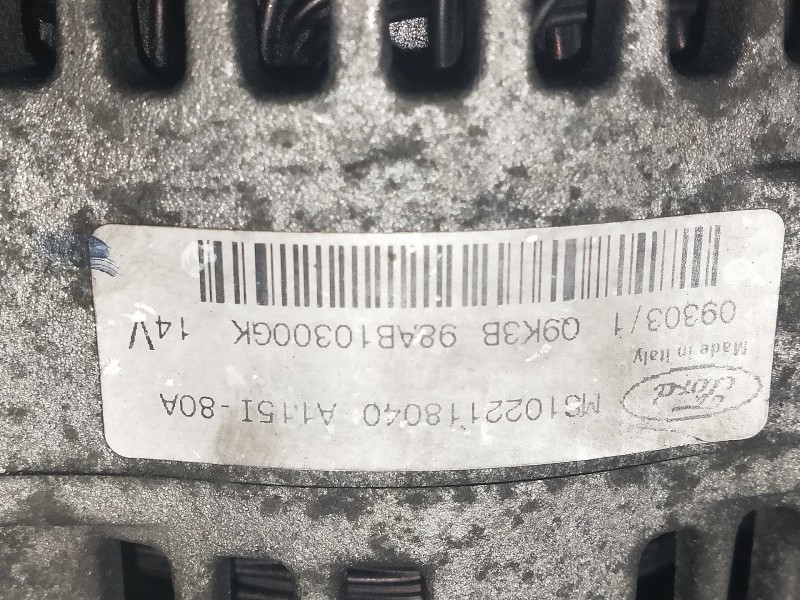 Ford MS1022118040 A115I-80A
Made in Italy
09303/1 Q9K3B 98AB10300GK 14V